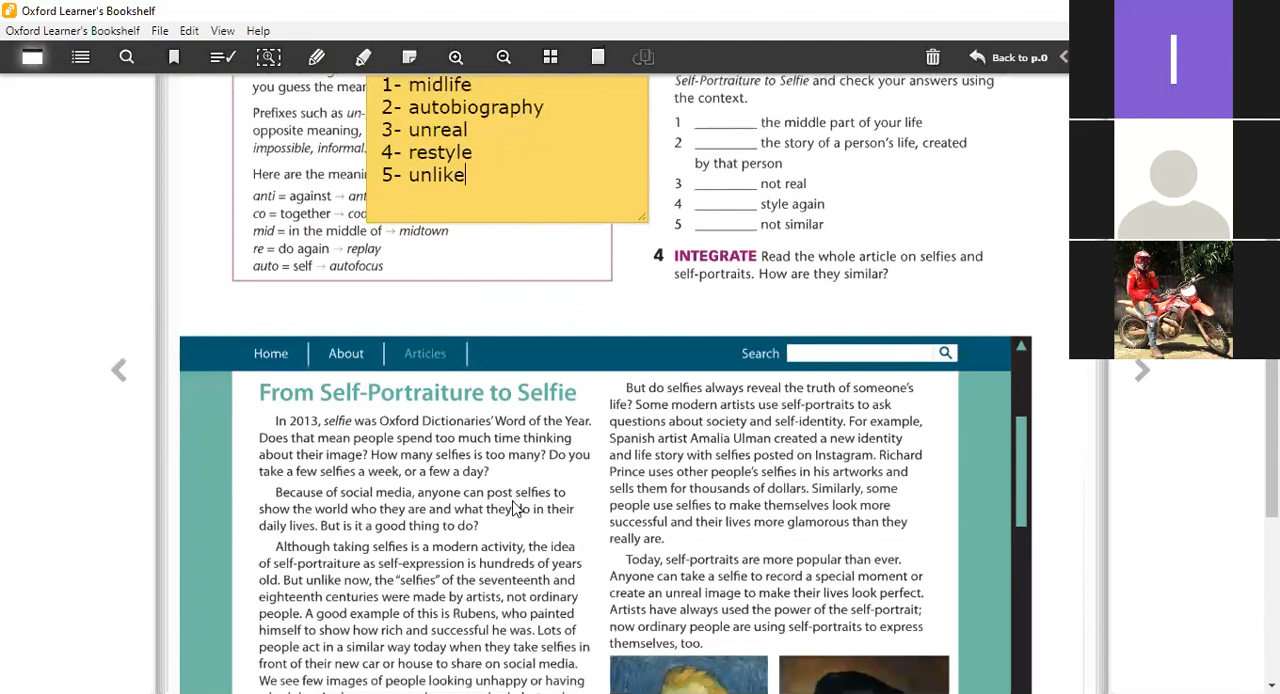 Oxford Learner's Bookshelf
Oxford Learner's Bookshelf File Edit View Help
Back to p.0
you guess the mea
Prefixes such as un-
opposite meaning,
impossible, informal.
Here are the meani
anti = against → ant
co = together → coo
mid = in the middle of → midtown
re = do again → replay
auto = self → autofocus
1- midlife
2- autobiography
3- unreal
4- restyle
5- unlike
Self-Portraiture to Selfie and check your answers using
the context.
1 ________ the middle part of your life
2 ________ the story of a person's life, created
by that person
3 ________ not real
4 ________ style again
5 ________ not similar
4 INTEGRATE Read the whole article on selfies and
self-portraits. How are they similar?
I
Home About Articles
Search
From Self-Portraiture to Selfie
In 2013, selfie was Oxford Dictionaries' Word of the Year.
Does that mean people spend too much time thinking
about their image? How many selfies is too many? Do you
take a few selfies a week, or a few a day?
Because of social media, anyone can post selfies to
show the world who they are and what they do in their
daily lives. But is it a good thing to do?
Although taking selfies is a modern activity, the idea
of self-portraiture as self-expression is hundreds of years
old. But unlike now, the "selfies" of the seventeenth and
eighteenth centuries were made by artists, not ordinary
people. A good example of this is Rubens, who painted
himself to show how rich and successful he was. Lots of
people act in a similar way today when they take selfies in
front of their new car or house to share on social media.
We see few images of people looking unhappy or having
But do selfies always reveal the truth of someone's
life? Some modern artists use self-portraits to ask
questions about society and self-identity. For example,
Spanish artist Amalia Ulman created a new identity
and life story with selfies posted on Instagram. Richard
Prince uses other people's selfies in his artworks and
sells them for thousands of dollars. Similarly, some
people use selfies to make themselves look more
successful and their lives more glamorous than they
really are.
Today, self-portraits are more popular than ever.
Anyone can take a selfie to record a special moment or
create an unreal image to make their lives look perfect.
Artists have always used the power of the self-portrait;
now ordinary people are using self-portraits to express
themselves, too.